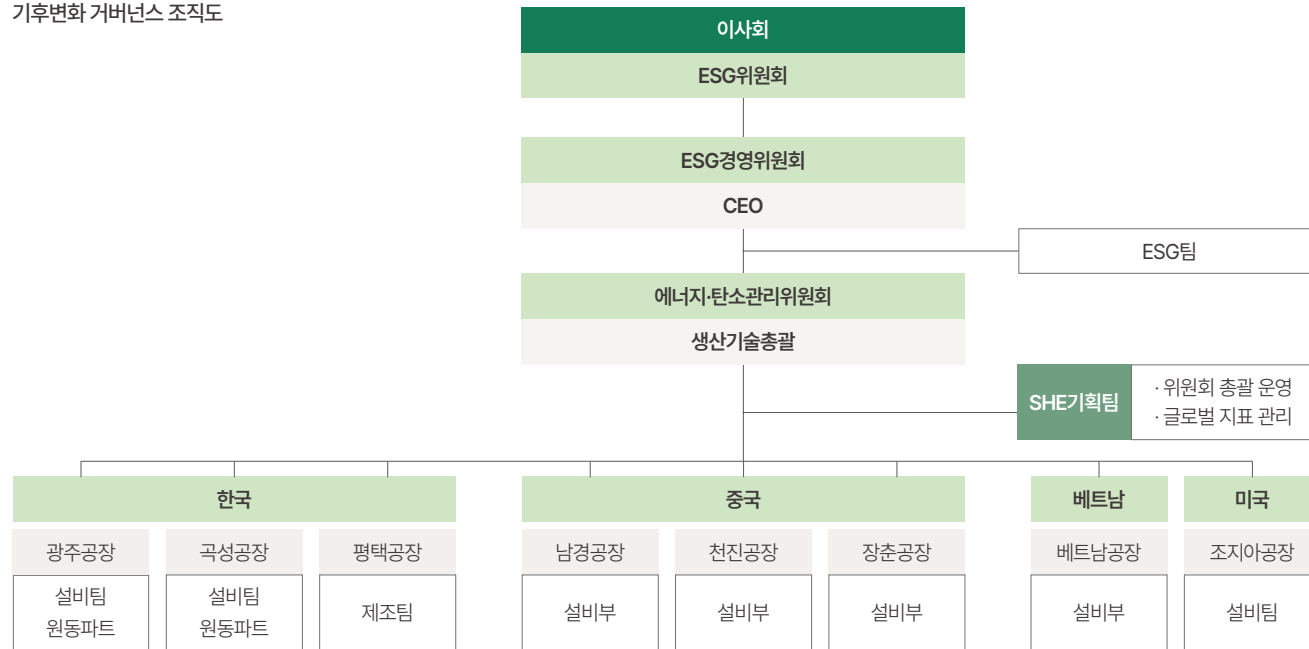 기후변화 거버넌스 조직도
이사회
ESG위원회
ESG경영위원회
CEO
ESG팀
에너지·탄소관리위원회
생산기술총괄
SHE기획팀
· 위원회 총괄 운영
· 글로벌 지표 관리
한국
중국
베트남
미국
광주공장
곡성공장
평택공장
남경공장
천진공장
장춘공장
베트남공장
조지아공장
설비팀
원동파트
설비팀
원동파트
제조팀
설비부
설비부
설비부
설비부
설비팀